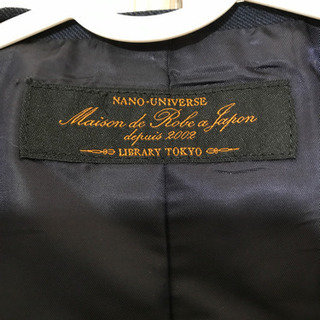 NANO·UNIVERSE
Maison de Robe a Japon
depuis 2002
LIBRARY TOKYO